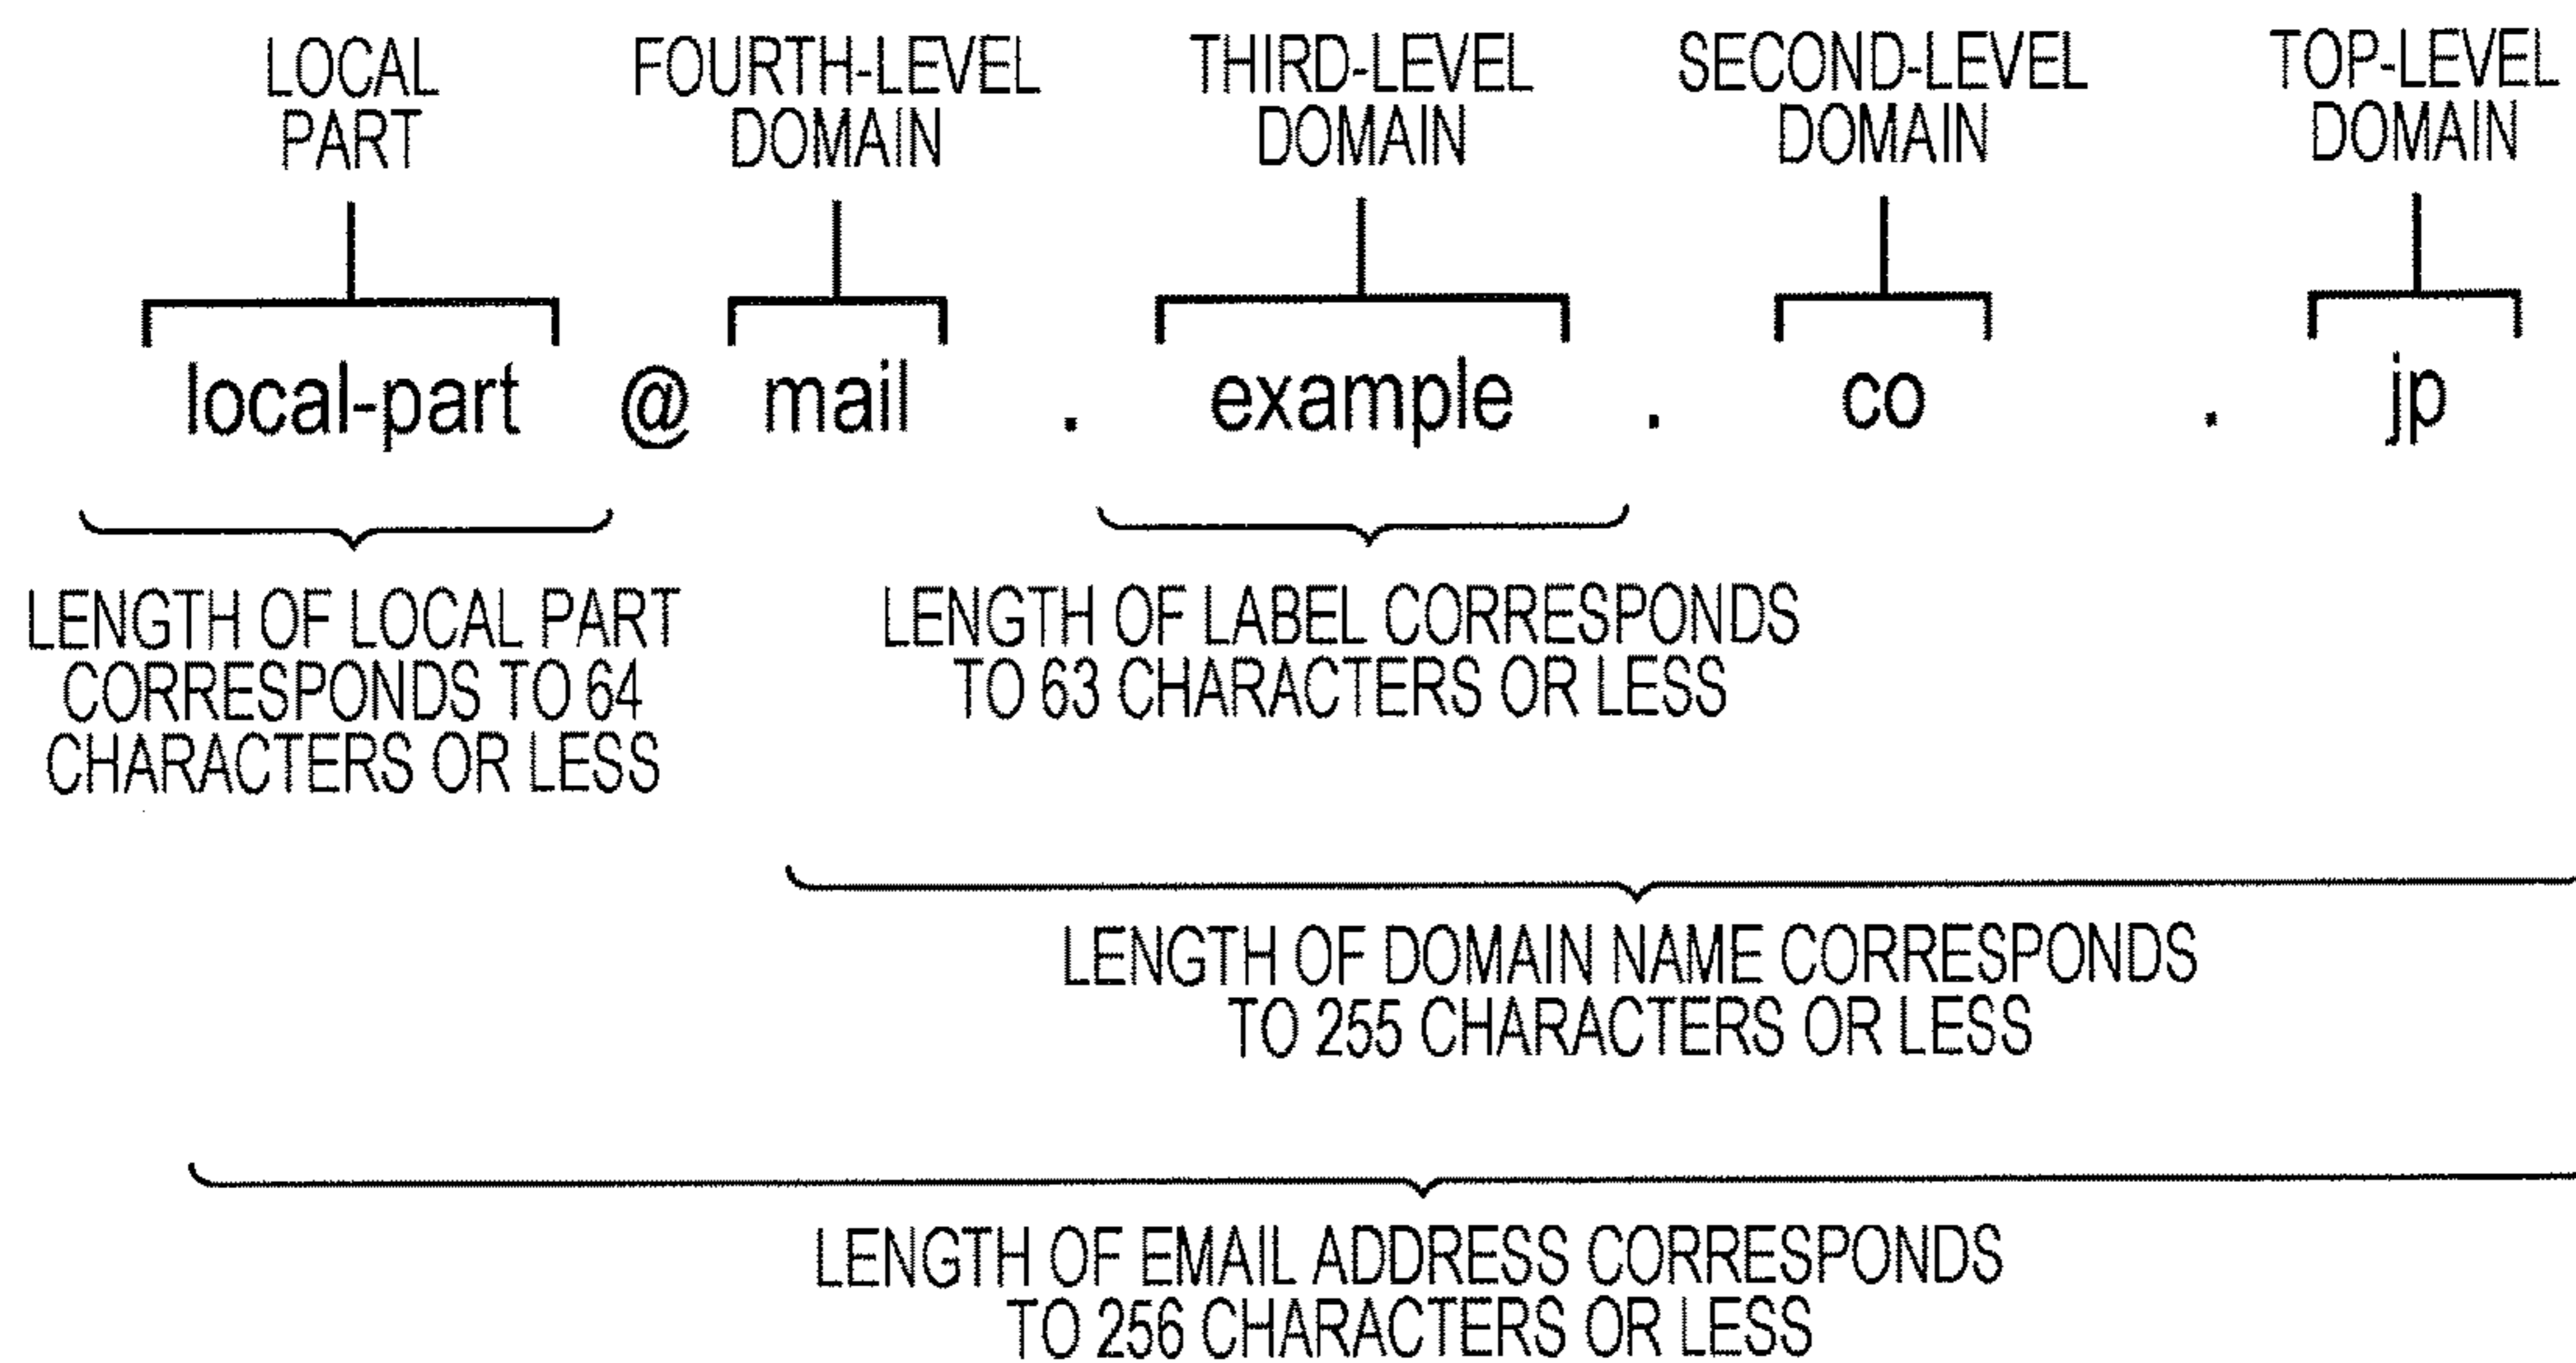 LOCAL PART
FOURTH-LEVEL DOMAIN
THIRD-LEVEL DOMAIN
SECOND-LEVEL DOMAIN
TOP-LEVEL DOMAIN
local-part @ mail . example . co . jp
LENGTH OF LOCAL PART
CORRESPONDS TO 64
CHARACTERS OR LESS
LENGTH OF LABEL CORRESPONDS
TO 63 CHARACTERS OR LESS
LENGTH OF DOMAIN NAME CORRESPONDS
TO 255 CHARACTERS OR LESS
LENGTH OF EMAIL ADDRESS CORRESPONDS
TO 256 CHARACTERS OR LESS